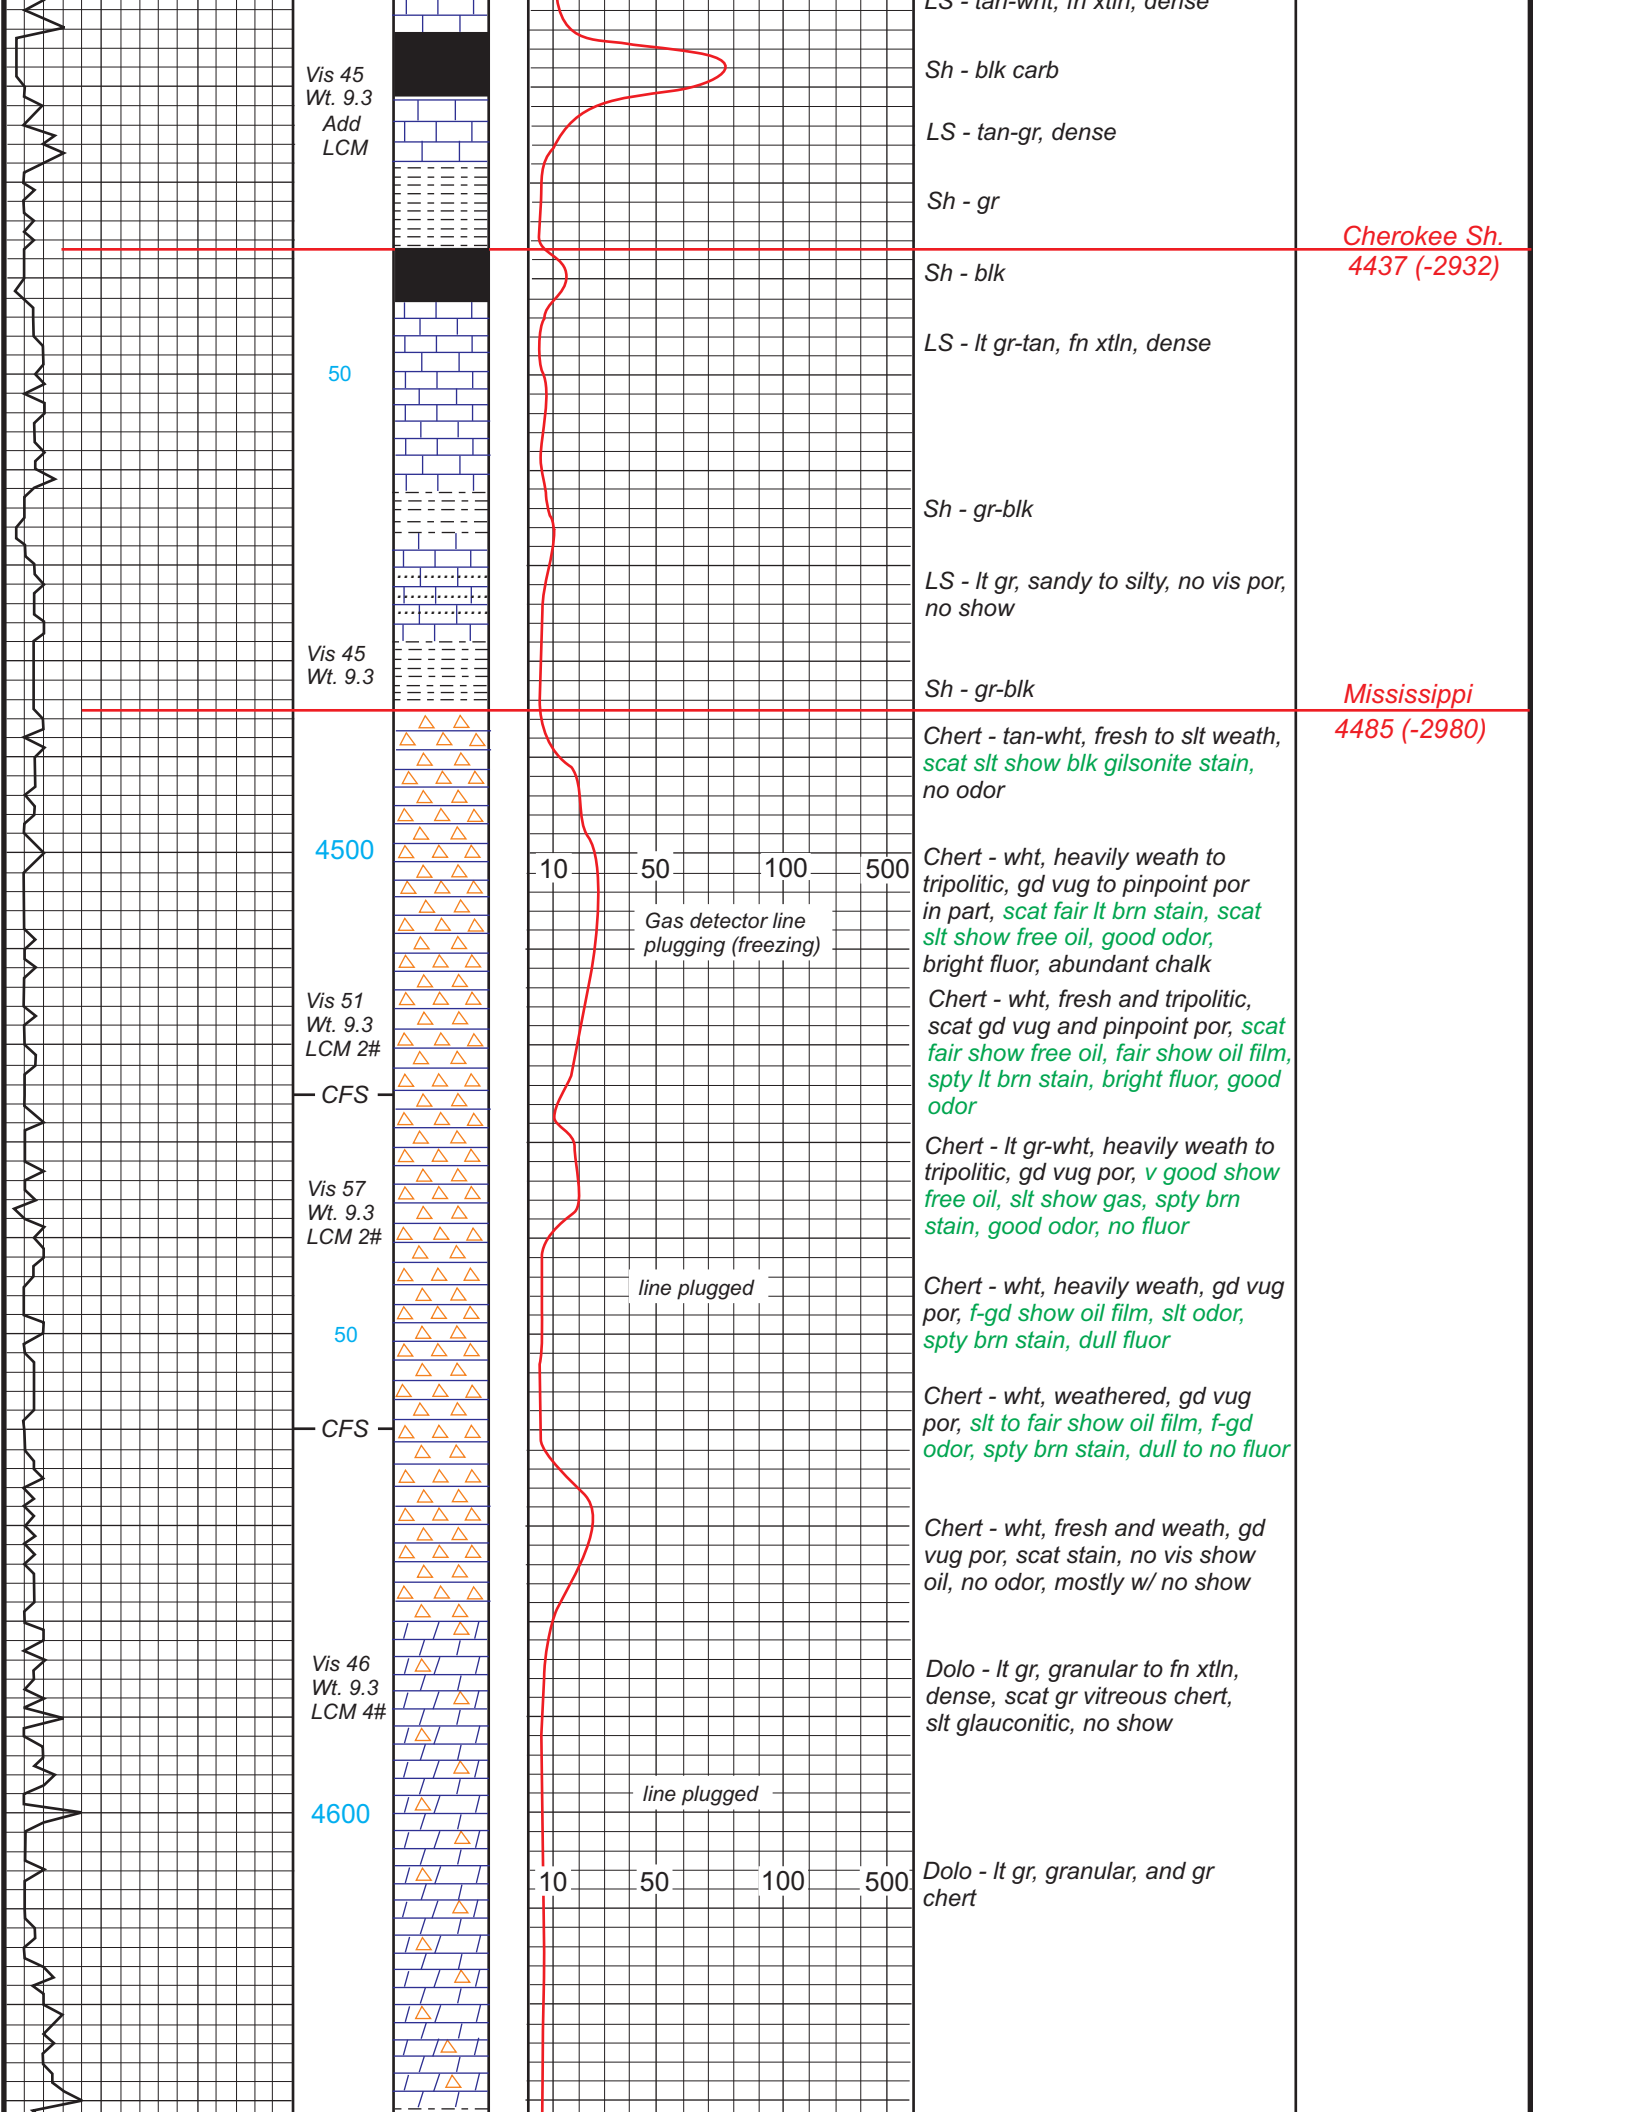 LS - tan-wht, fn xtln, dense
Vis 45
Wt. 9.3
Add
LCM
Sh - blk carb
LS - tan-gr, dense
Sh - gr
Cherokee Sh.
4437 (-2932)
Sh - blk
LS - lt gr-tan, fn xtln, dense
50
Sh - gr-blk
LS - lt gr, sandy to silty, no vis por,
no show
Vis 45
Wt. 9.3
Sh - gr-blk
Mississippi
4485 (-2980)
Chert - tan-wht, fresh to slt weath,
scat slt show blk gilsonite stain,
no odor
4500
10 50 100 500
Gas detector line
plugging (freezing)
Chert - wht, heavily weath to
tripolitic, gd vug to pinpoint por
in part, scat fair lt brn stain, scat
slt show free oil, good odor,
bright fluor, abundant chalk
Vis 51
Wt. 9.3
LCM 2#
Chert - wht, fresh and tripolitic,
scat gd vug and pinpoint por, scat
fair show free oil, fair show oil film,
spty lt brn stain, bright fluor, good
odor
CFS
Chert - lt gr-wht, heavily weath to
tripolitic, gd vug por, v good show
free oil, slt show gas, spty brn
stain, good odor, no fluor
Vis 57
Wt. 9.3
LCM 2#
line plugged
Chert - wht, heavily weath, gd vug
por, f-gd show oil film, slt odor,
spty brn stain, dull fluor
50
Chert - wht, weathered, gd vug
por, slt to fair show oil film, f-gd
odor, spty brn stain, dull to no fluor
CFS
Chert - wht, fresh and weath, gd
vug por, scat stain, no vis show
oil, no odor, mostly w/ no show
Vis 46
Wt. 9.3
LCM 4#
Dolo - lt gr, granular to fn xtln,
dense, scat gr vitreous chert,
slt glauconitic, no show
line plugged
4600
10 50 100 500
Dolo - lt gr, granular, and gr
chert